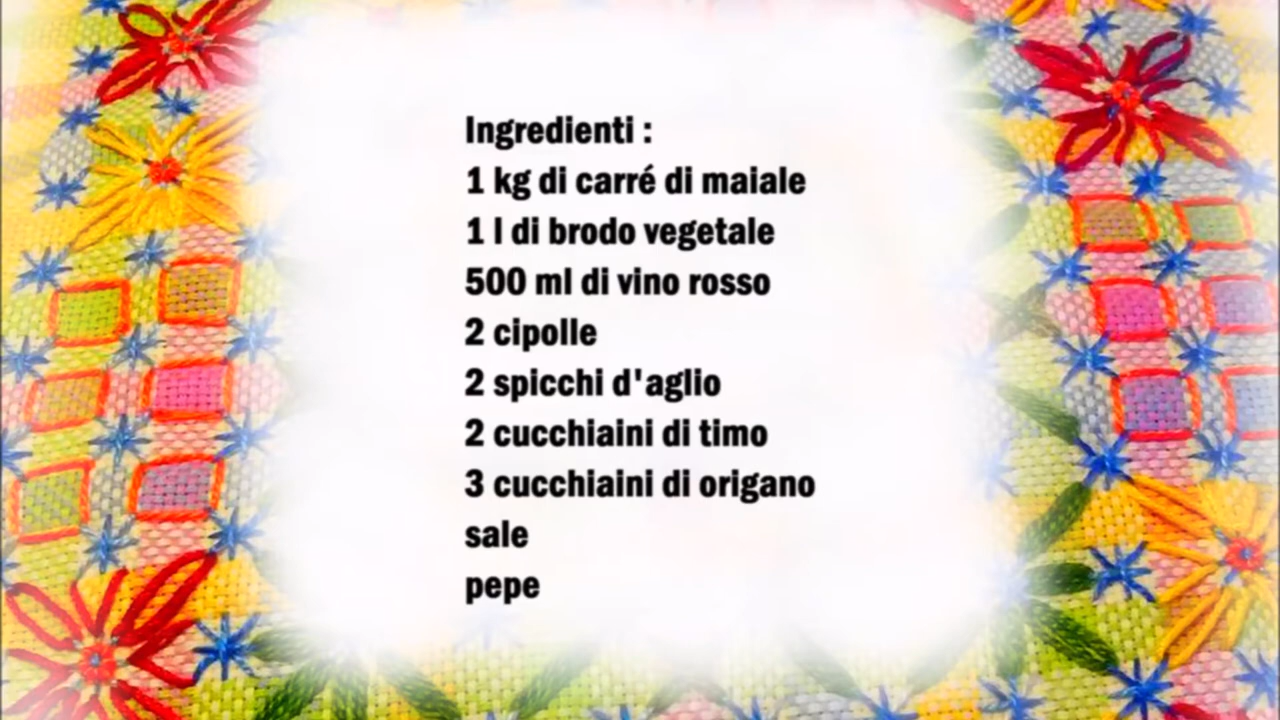 Ingredienti :
1 kg di carré di maiale
1 l di brodo vegetale
500 ml di vino rosso
2 cipolle
2 spicchi d'aglio
2 cucchiaini di timo
3 cucchiaini di origano
sale
pepe